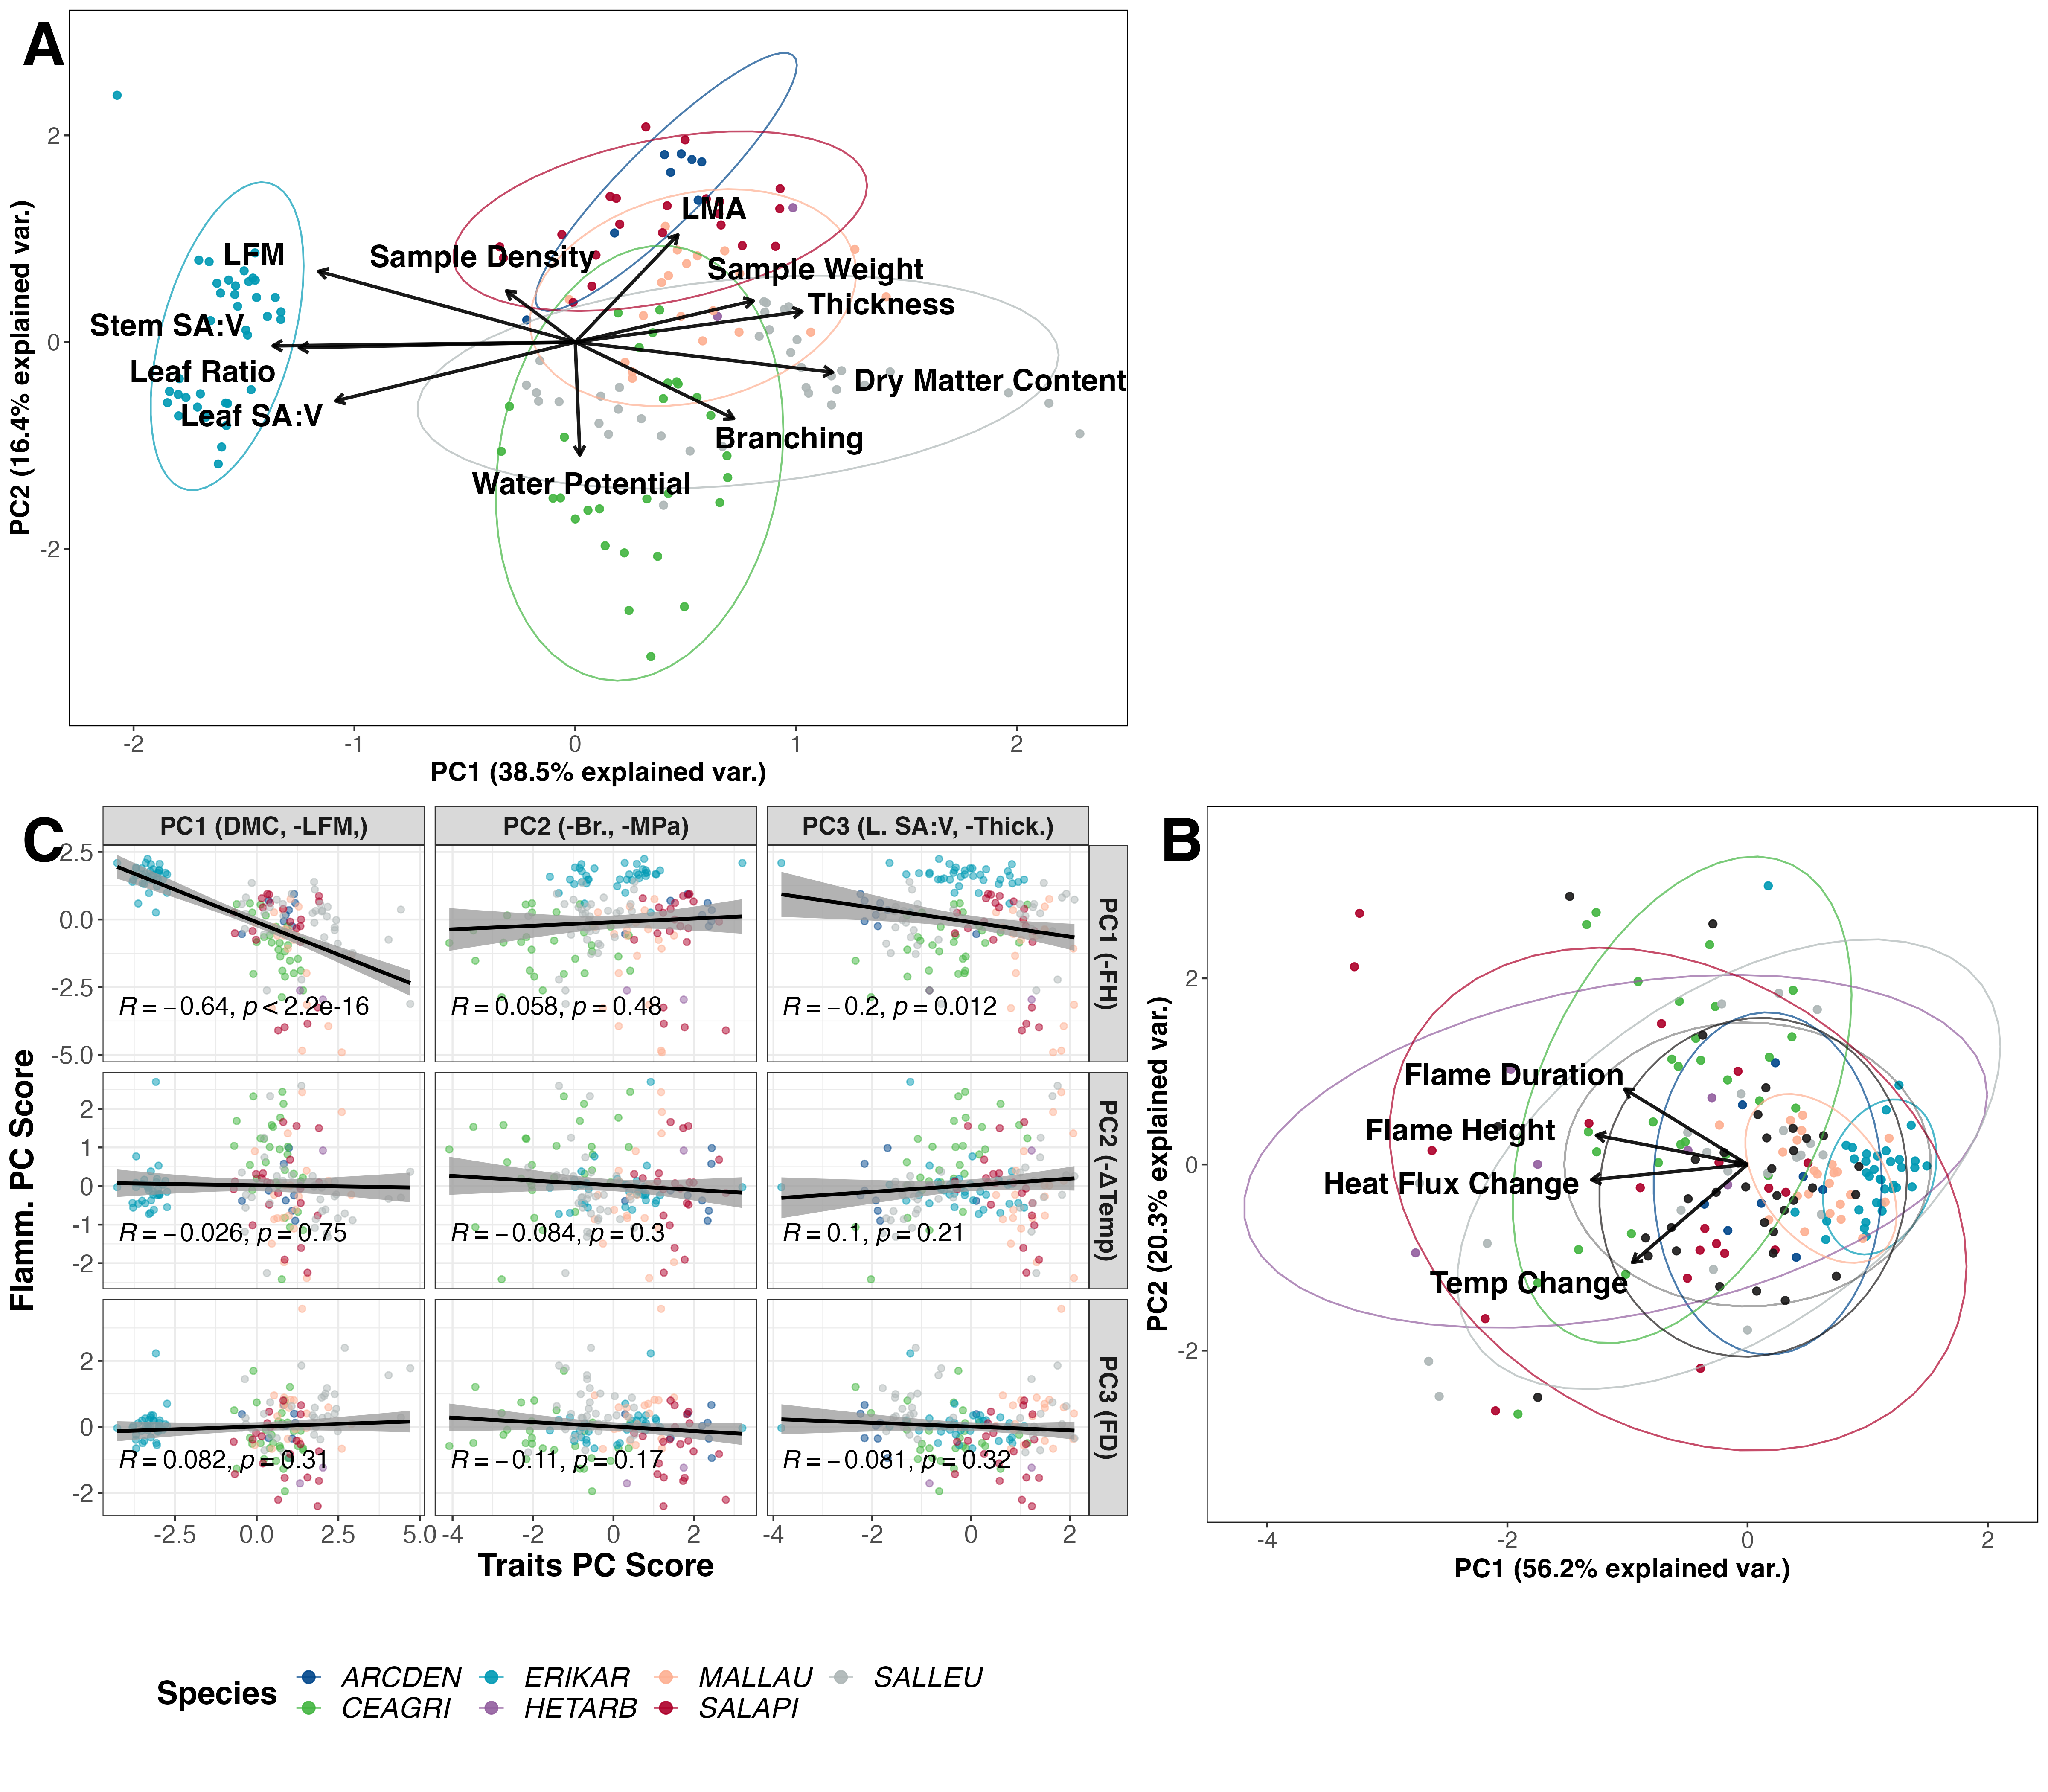 A
PC2 (16.4% explained var.)
2
0
-2
LMA
LFM
Sample Density
Sample Weight
Thickness
Stem SA:V
Leaf Ratio
Dry Matter Content
Leaf SA:V
Branching
Water Potential
-2
-1
0
1
2
PC1 (38.5% explained var.)
C
PC1 (DMC, -LFM,)
PC2 (-Br., -MPa)
PC3 (L. SA:V, -Thick.)
Flamm. PC Score
2.5
0.0
-2.5
-5.0
R = −0.64, p < 2.2e-16
R = 0.058, p = 0.48
R = −0.2, p = 0.012
PC1 (-FH)
2
1
0
-1
-2
R = −0.026, p = 0.75
R = −0.084, p = 0.3
R = 0.1, p = 0.21
PC2 (-ΔTemp)
2
0
-2
R = 0.082, p = 0.31
R = −0.11, p = 0.17
R = −0.081, p = 0.32
PC3 (FD)
-2.5
0.0
2.5
5.0
-4
-2
0
2
-4
-2
0
2
Traits PC Score
B
PC2 (20.3% explained var.)
2
0
-2
Flame Duration
Flame Height
Heat Flux Change
Temp Change
-4
-2
0
2
PC1 (56.2% explained var.)
Species
ARCDEN
ERIKAR
MALLAU
SALLEU
CEAGRI
HETARB
SALAPI